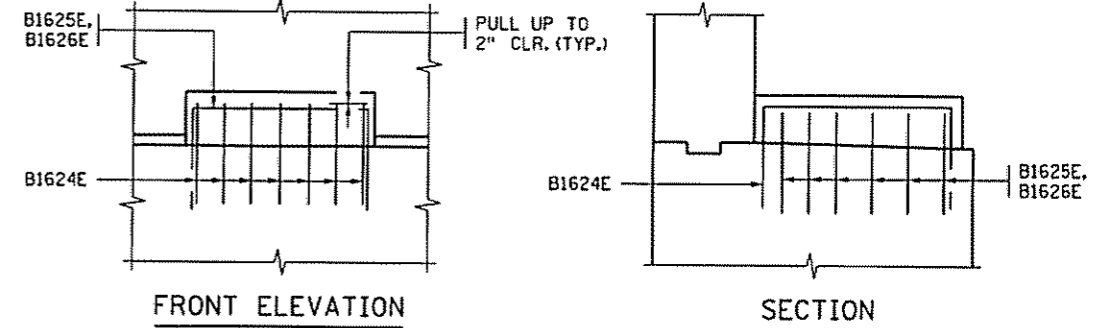 B1625E,
B1626E
PULL UP TO
2" CLR. (TYP.)
B1624E
FRONT ELEVATION
B1624E
B1625E,
B1626E
SECTION